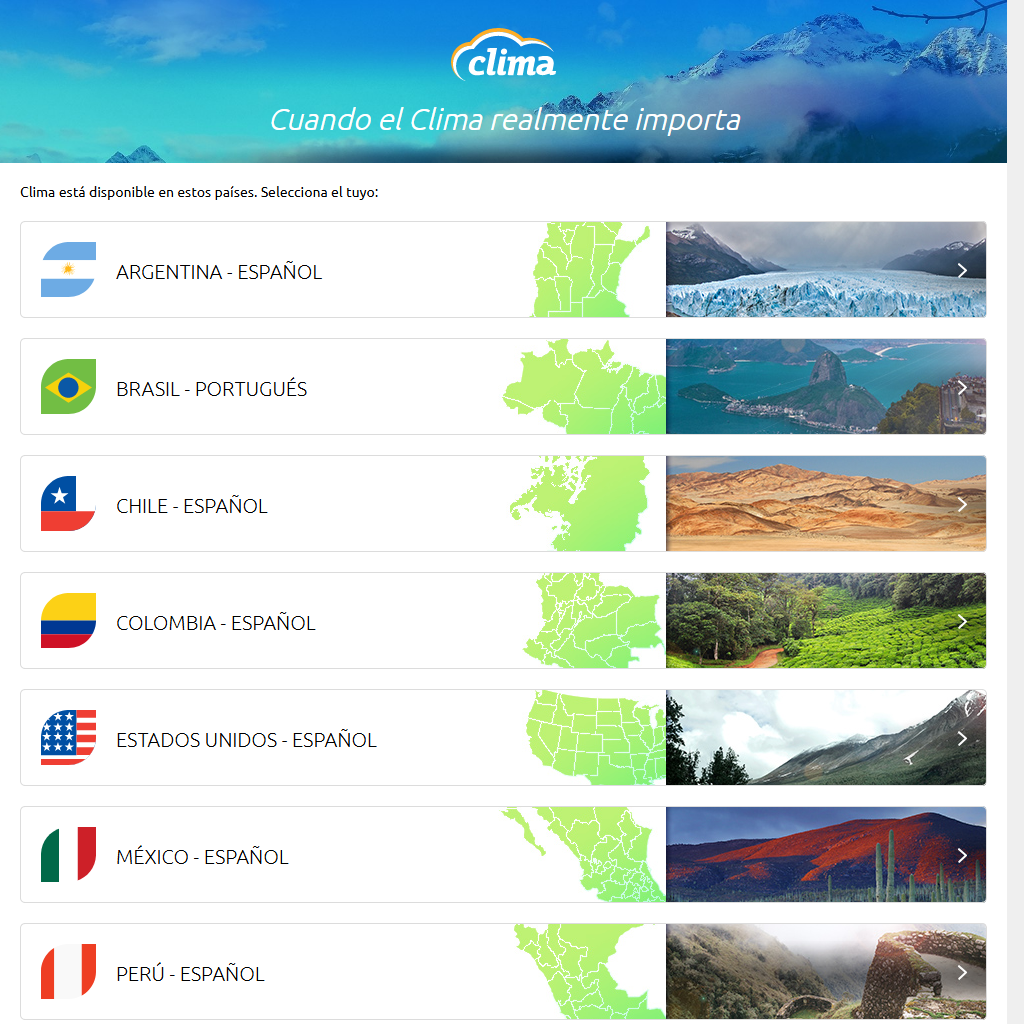 clima
Cuando el Clima realmente importa
Clima está disponible en estos países. Selecciona el tuyo:
ARGENTINA - ESPAÑOL
BRASIL - PORTUGUÉS
CHILE - ESPAÑOL
COLOMBIA - ESPAÑOL
ESTADOS UNIDOS - ESPAÑOL
MÉXICO - ESPAÑOL
PERÚ - ESPAÑOL